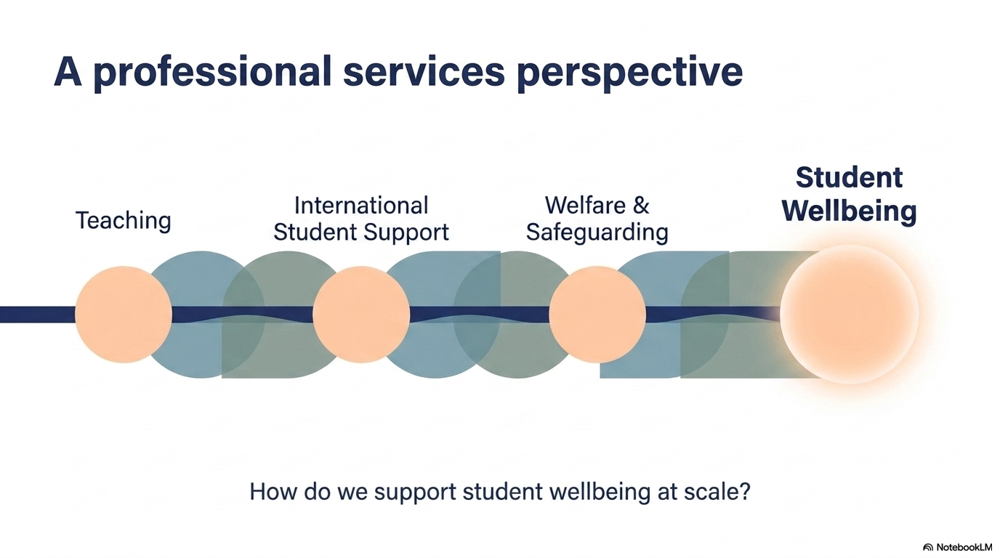 A professional services perspective
Teaching
International
Student Support
Welfare &
Safeguarding
Student
Wellbeing
How do we support student wellbeing at scale?
NotebookLM